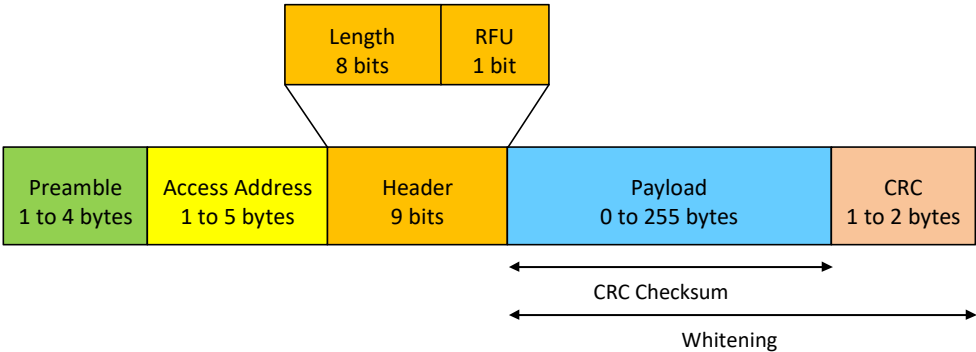 Length
8 bits
RFU
1 bit
Preamble
1 to 4 bytes
Access Address
1 to 5 bytes
Header
9 bits
Payload
0 to 255 bytes
CRC
1 to 2 bytes
CRC Checksum
Whitening